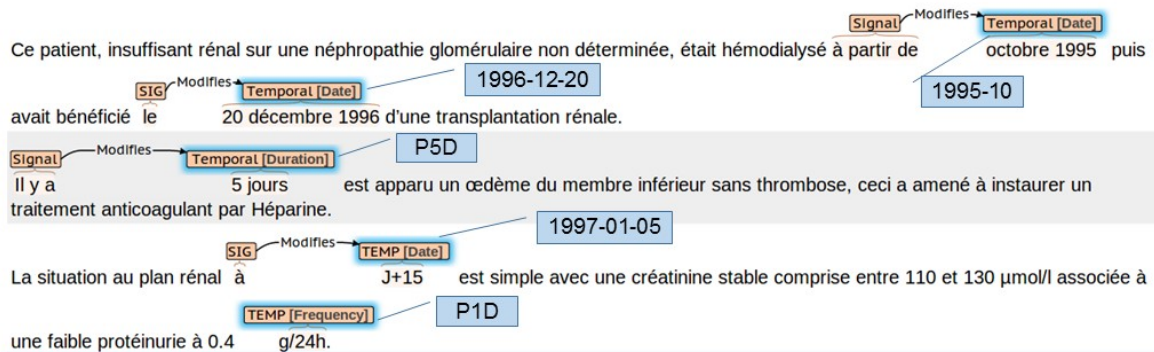 Signal Modifies Temporal [Date]
Ce patient, insuffisant rénal sur une néphropathie glomérulaire non déterminée, était hémodialysé à partir de octobre 1995 puis
SIG Modifies Temporal [Date] 1996-12-20 1995-10
avait bénéficié le 20 décembre 1996 d'une transplantation rénale.
Signal Modifies Temporal [Duration] P5D
Il y a 5 jours est apparu un œdème du membre inférieur sans thrombose, ceci a amené à instaurer un
traitement anticoagulant par Héparine.
SIG Modifies TEMP [Date] 1997-01-05
La situation au plan rénal à J+15 est simple avec une créatinine stable comprise entre 110 et 130 µmol/l associée à
TEMP [Frequency] P1D
une faible protéinurie à 0.4 g/24h.